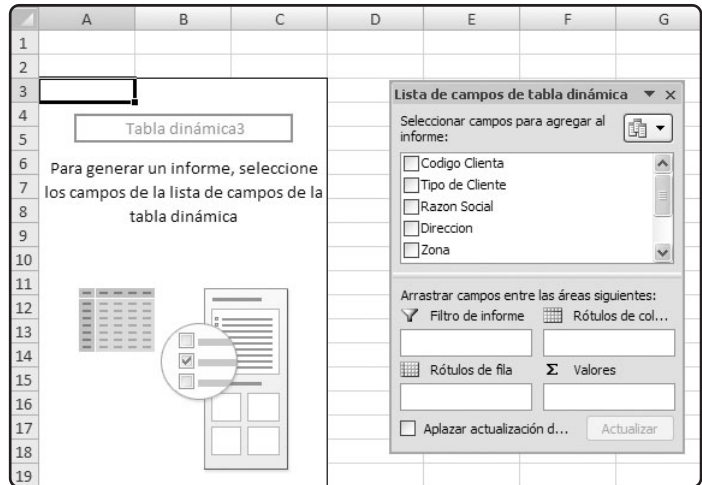 A B C D E F G
1
2
3
4
5
6
7
8
9
10
11
12
13
14
15
16
17
18
19
Tabla dinámica3
Para generar un informe, seleccione
los campos de la lista de campos de la
tabla dinámica
Lista de campos de tabla dinámica
Seleccionar campos para agregar al
informe:
Codigo Clienta
Tipo de Cliente
Razon Social
Direccion
Zona
Arrastrar campos entre las áreas siguientes:
Filtro de informe Rótulos de col...
Rótulos de fila Σ Valores
Aplazar actualización d... Actualizar